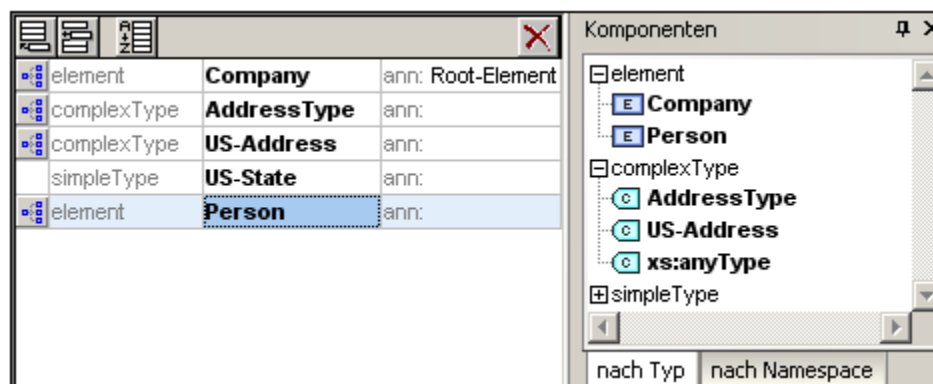 Komponenten
element Company ann: Root-Element
complexType AddressType ann:
complexType US-Address ann:
simpleType US-State ann:
element Person ann:
element
E Company
E Person
complexType
C AddressType
C US-Address
C xs:anyType
simpleType
nach Typ nach Namespace